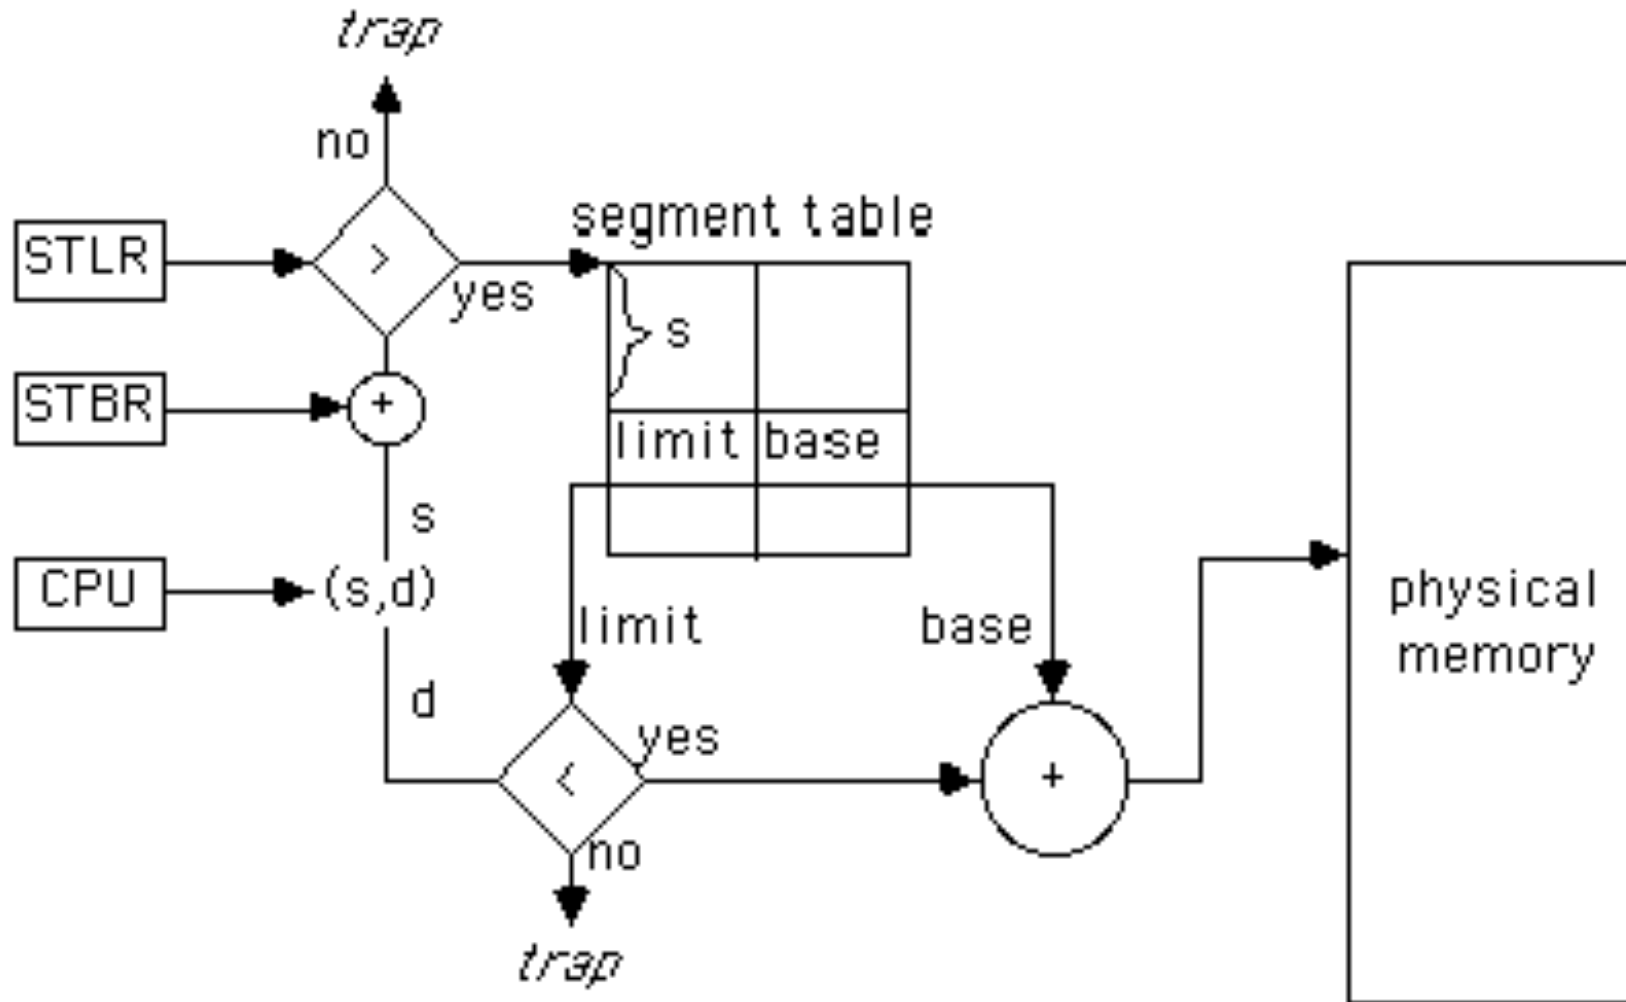 trap
no
segment table
STLR
>
yes
s
STBR
+
limit base
s
CPU
(s,d)
limit
base
physical
memory
d
yes
<
+
no
trap